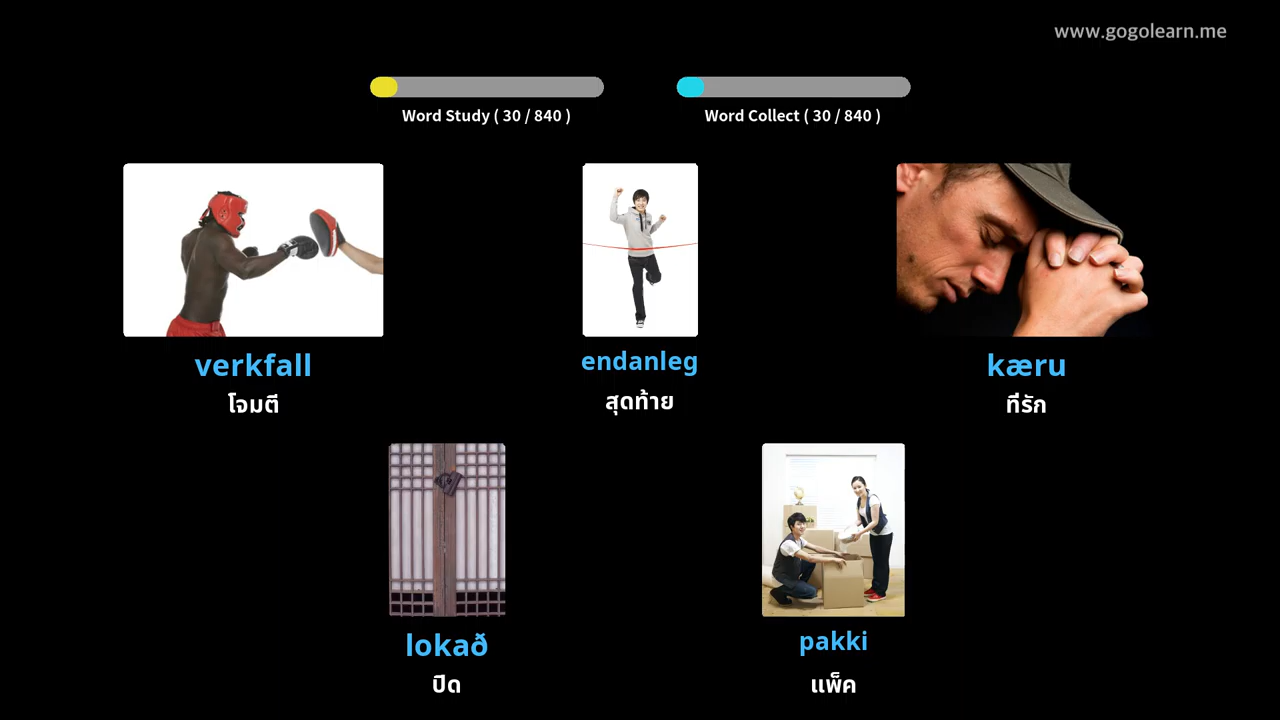 www.gogolearn.me
Word Study ( 30 / 840 )
Word Collect ( 30 / 840 )
verkfall
โจมตี
endanleg
สุดท้าย
kæru
ที่รัก
lokað
ปิด
pakki
แพ็ค